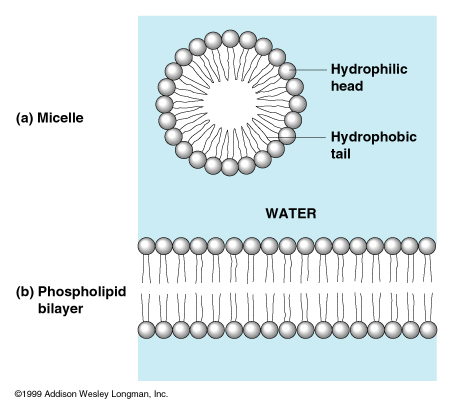 Hydrophilic
head
(a) Micelle
Hydrophobic
tail
WATER
(b) Phospholipid
bilayer
©1999 Addison Wesley Longman, Inc.